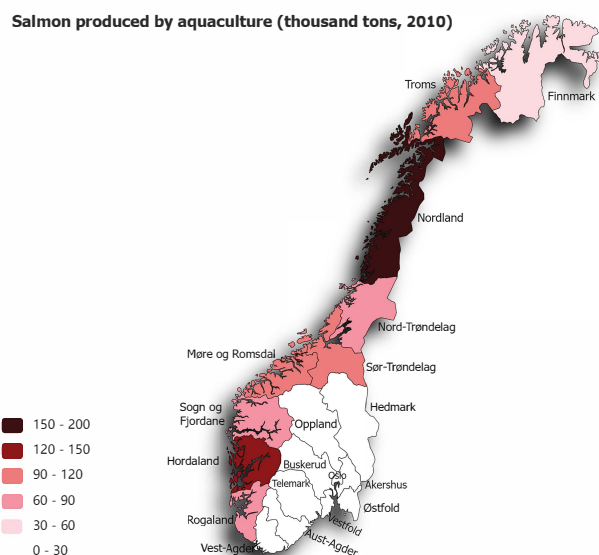 Salmon produced by aquaculture (thousand tons, 2010)
Troms
Finnmark
Nordland
Nord-Trøndelag
Møre og Romsdal
Sør-Trøndelag
Sogn og
Fjordane
Hedmark
Oppland
Hordaland
Buskerud
Oslo
Telemark
Akershus
Østfold
Rogaland
Vestfold
Aust-Agder
Vest-Agder
150 - 200
120 - 150
90 - 120
60 - 90
30 - 60
0 - 30